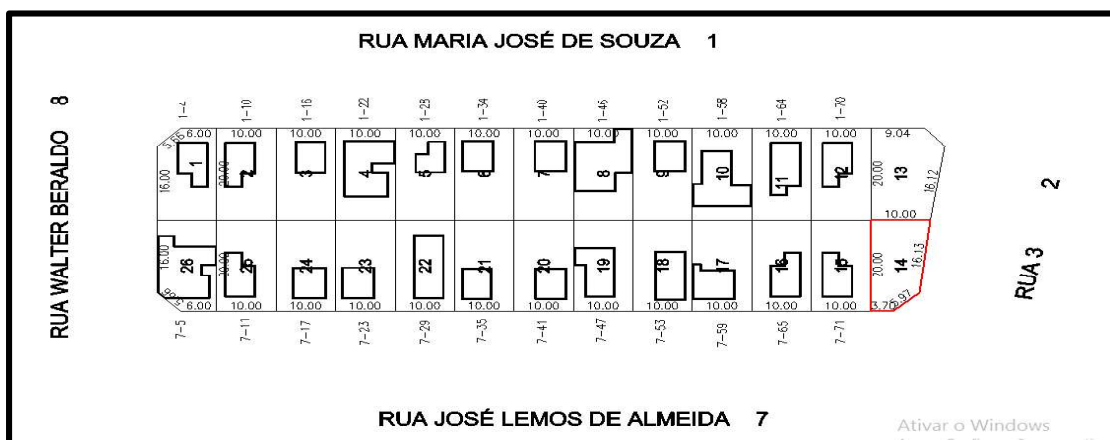 RUA MARIA JOSÉ DE SOUZA 1
RUA WALTER BERALDO 8
1-4 1-10 1-16 1-22 1-28 1-34 1-40 1-46 1-52 1-58 1-64 1-70
6.00 10.00 10.00 10.00 10.00 10.00 10.00 10.00 10.00 10.00 10.00 10.00 9.04
5.66
16.00 20.00 20.00 16.12
1 2 3 4 5 6 7 8 9 10 11 12 13
10.00
2
RUA 3
16.00 20.00 20.00 16.13
26 25 24 23 22 21 20 19 18 17 16 15 14
5.66
6.00 10.00 10.00 10.00 10.00 10.00 10.00 10.00 10.00 10.00 10.00 10.00 3.70
7-5 7-11 7-17 7-23 7-29 7-35 7-41 7-47 7-53 7-59 7-65 7-71
RUA JOSÉ LEMOS DE ALMEIDA 7
Ativar o Windows